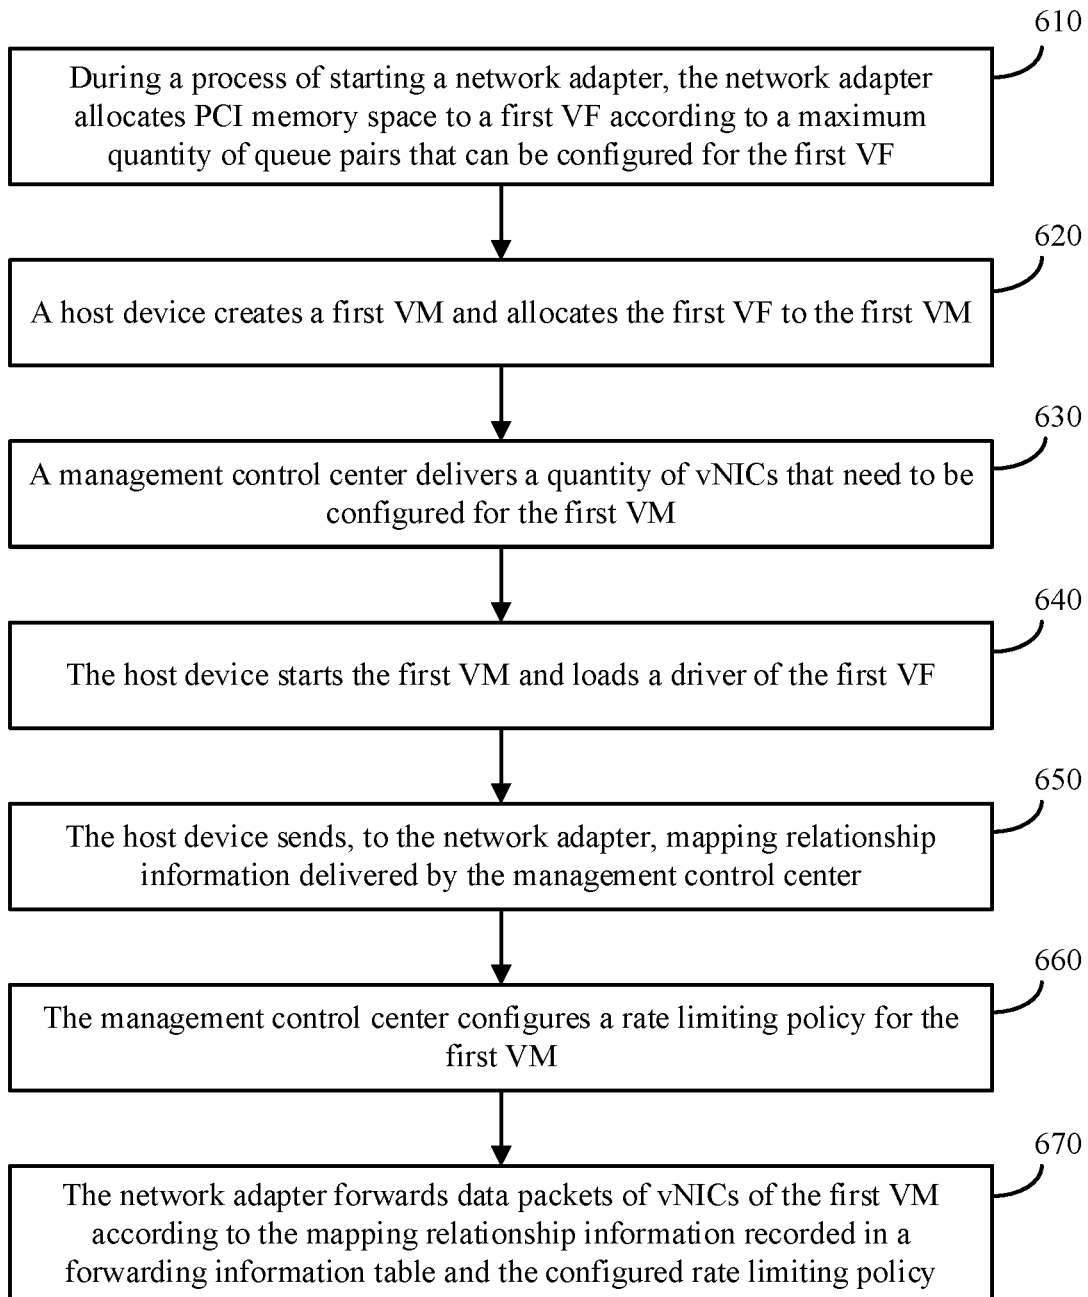 610
During a process of starting a network adapter, the network adapter
allocates PCI memory space to a first VF according to a maximum
quantity of queue pairs that can be configured for the first VF
620
A host device creates a first VM and allocates the first VF to the first VM
630
A management control center delivers a quantity of vNICs that need to be
configured for the first VM
640
The host device starts the first VM and loads a driver of the first VF
650
The host device sends, to the network adapter, mapping relationship
information delivered by the management control center
660
The management control center configures a rate limiting policy for the
first VM
670
The network adapter forwards data packets of vNICs of the first VM
according to the mapping relationship information recorded in a
forwarding information table and the configured rate limiting policy